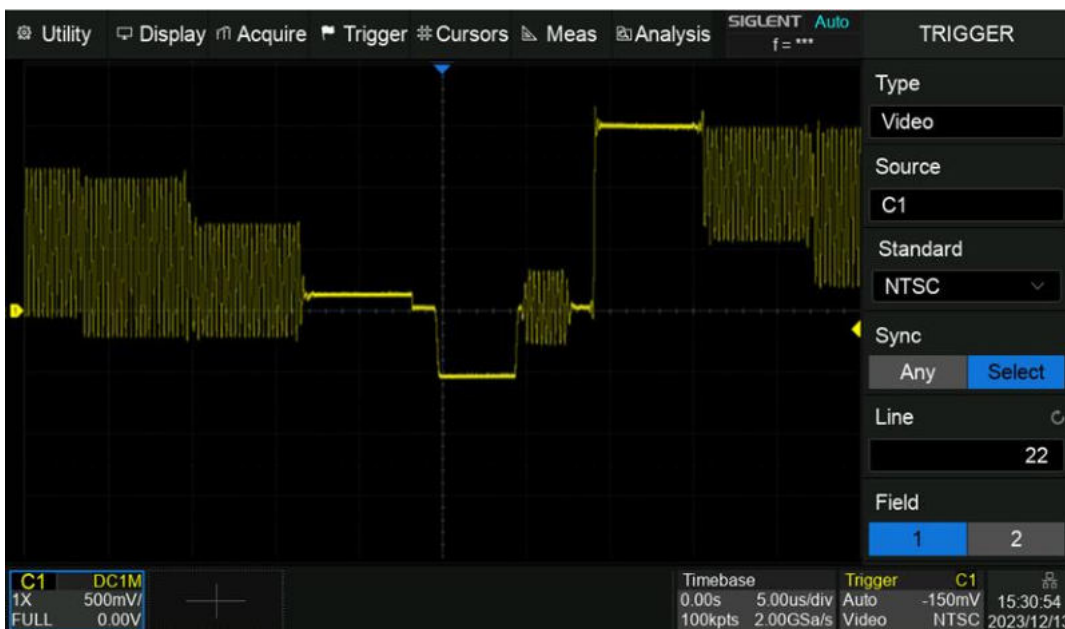 Utility Display Acquire Trigger Cursors Meas Analysis
SIGLENT Auto
f = ***
TRIGGER
Type
Video
Source
C1
Standard
NTSC
Sync
Any Select
Line
22
Field
1 2
D
C1 DC1M
1X 500mV/
FULL 0.00V
Timebase
0.00s 5.00us/div
100kpts 2.00GSa/s
Trigger C1
Auto -150mV
Video NTSC
15:30:54
2023/12/13